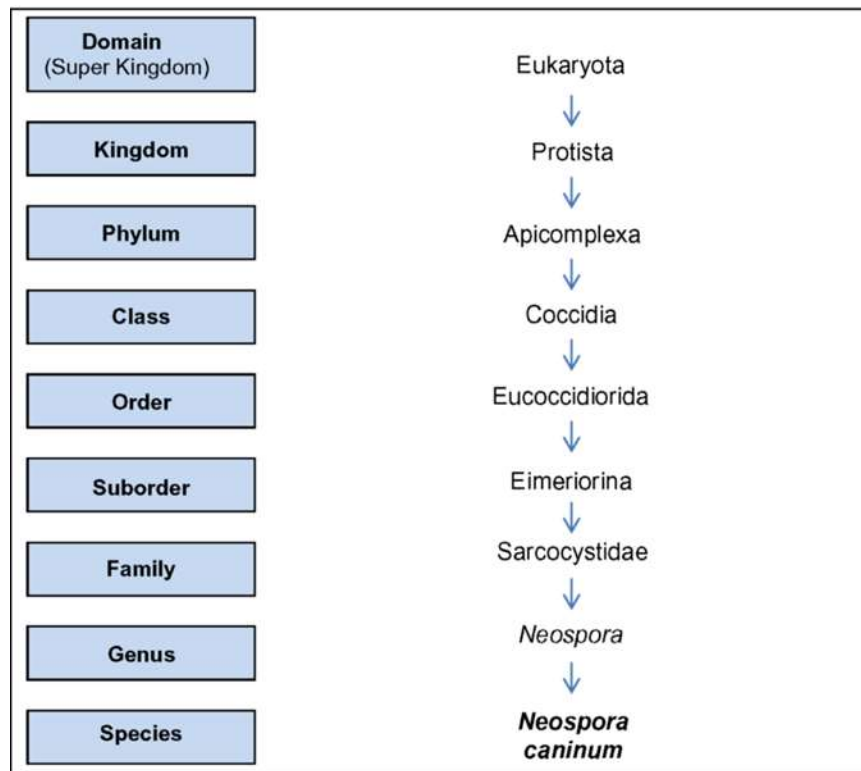 Domain
(Super Kingdom)
Eukaryota
Kingdom
Protista
Phylum
Apicomplexa
Class
Coccidia
Order
Eucoccidiorida
Suborder
Eimeriorina
Family
Sarcocystidae
Genus
Neospora
Species
Neospora
caninum